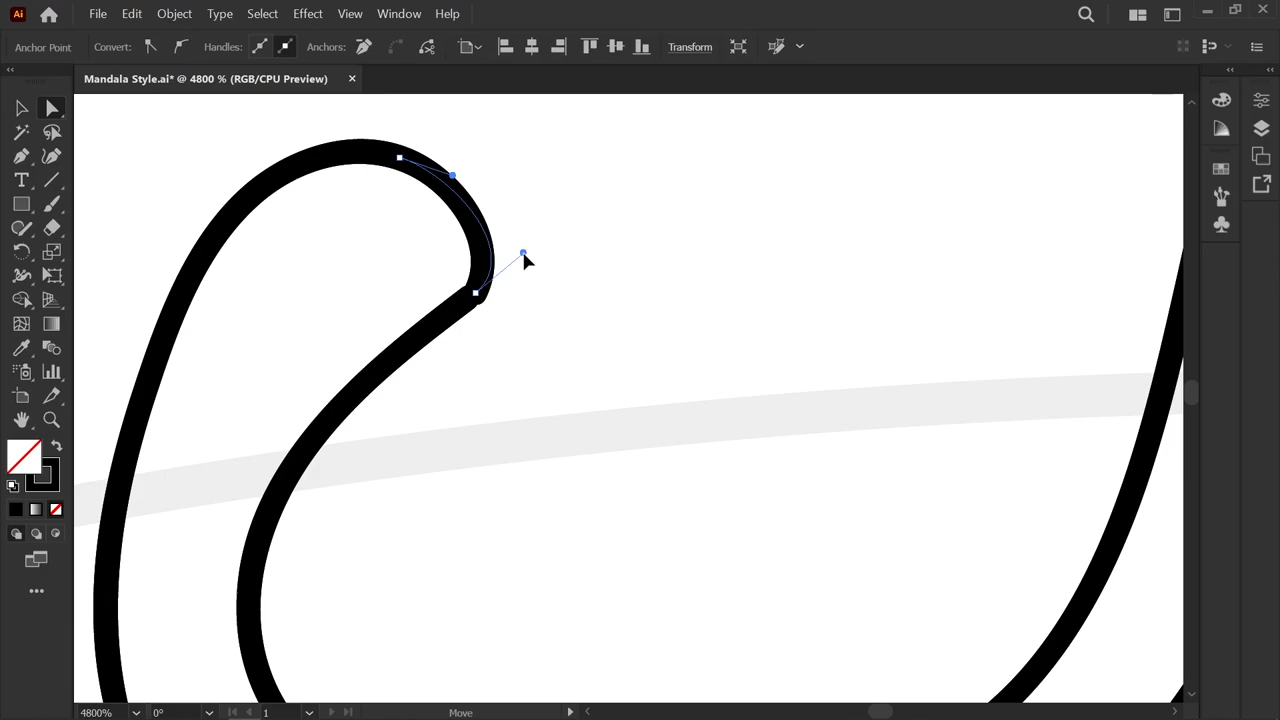 Ai File Edit Object Type Select Effect View Window Help
Anchor Point Convert: Handles: Anchors: Transform
Mandala Style.ai* @ 4800 % (RGB/CPU Preview) ×
4800% 0° 1 Move